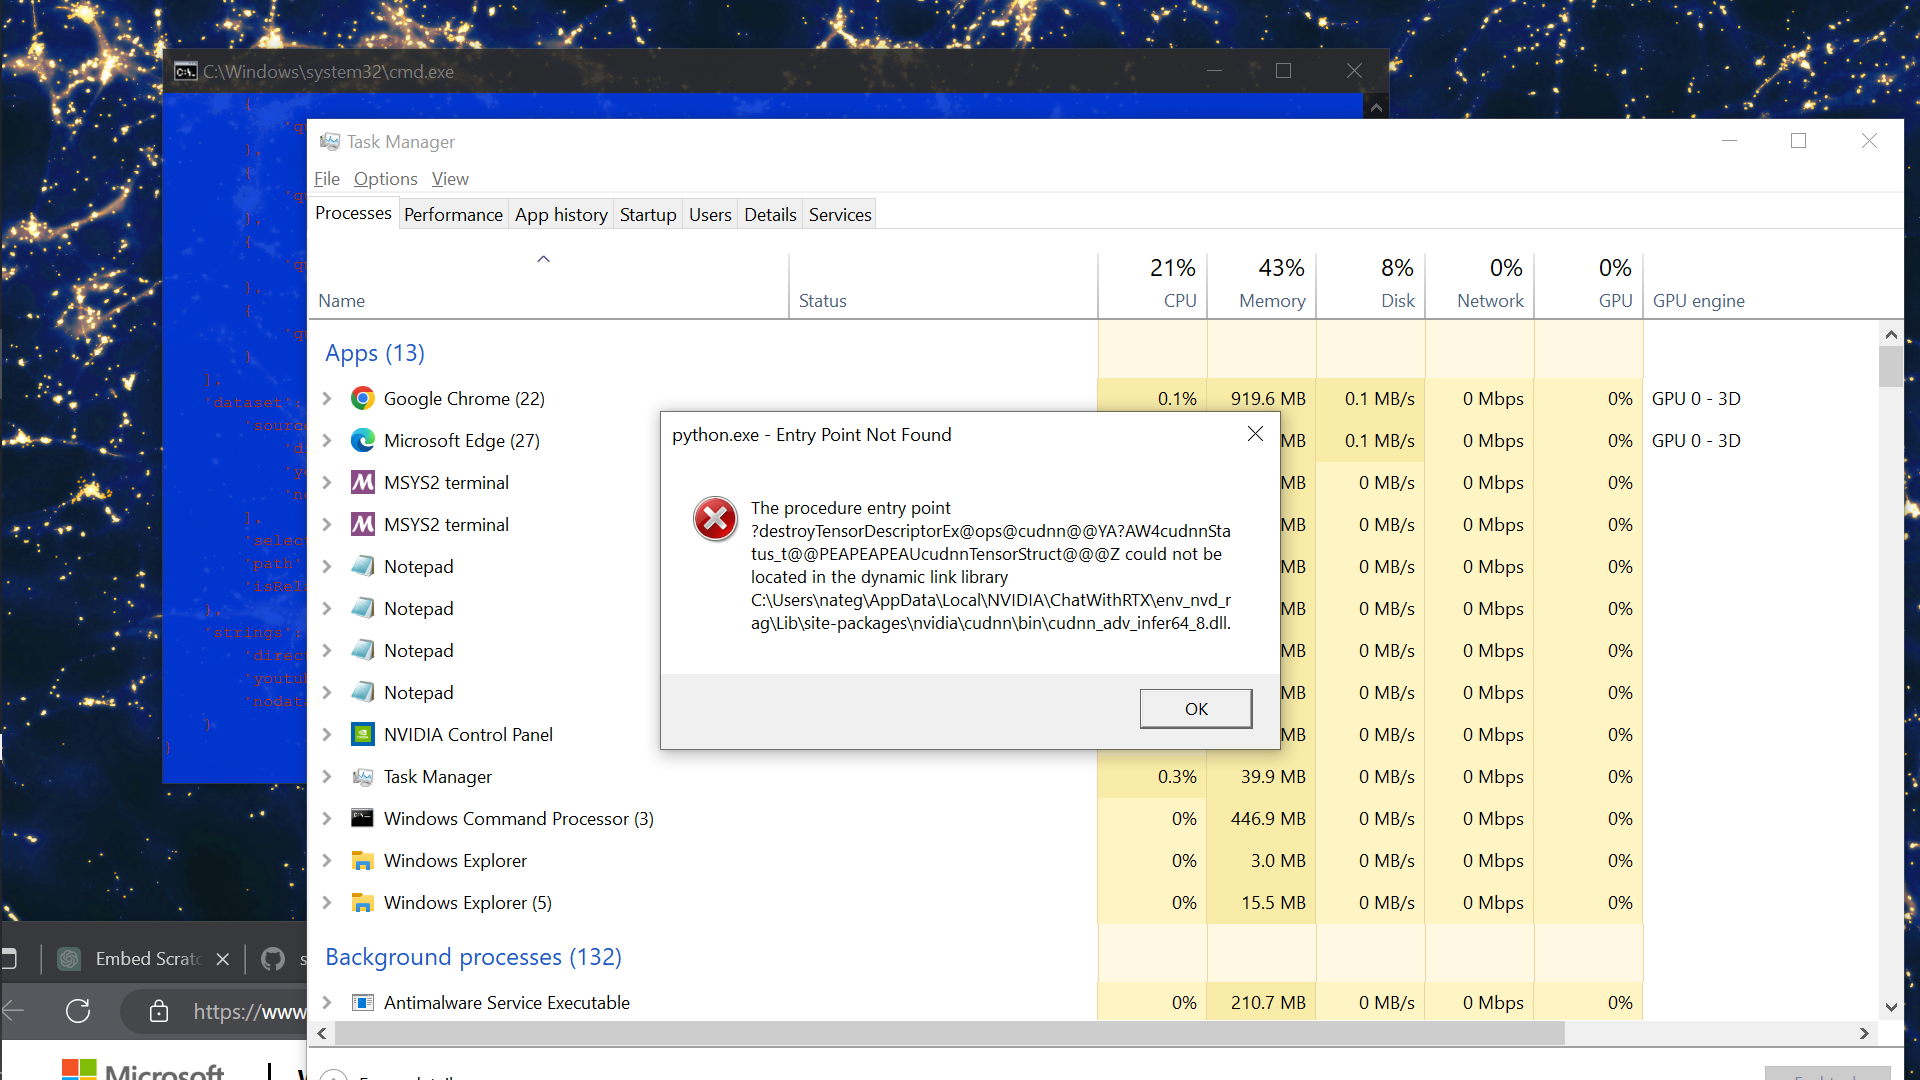 C:\Windows\system32\cmd.exe
Task Manager
File Options View
Processes Performance App history Startup Users Details Services
21% 43% 8% 0% 0%
Name Status CPU Memory Disk Network GPU GPU engine
Apps (13)
Google Chrome (22) 0.1% 919.6 MB 0.1 MB/s 0 Mbps 0% GPU 0 - 3D
Microsoft Edge (27) MB 0.1 MB/s 0 Mbps 0% GPU 0 - 3D
MSYS2 terminal MB 0 MB/s 0 Mbps 0%
MSYS2 terminal MB 0 MB/s 0 Mbps 0%
Notepad MB 0 MB/s 0 Mbps 0%
Notepad MB 0 MB/s 0 Mbps 0%
Notepad MB 0 MB/s 0 Mbps 0%
Notepad MB 0 MB/s 0 Mbps 0%
NVIDIA Control Panel MB 0 MB/s 0 Mbps 0%
Task Manager 0.3% 39.9 MB 0 MB/s 0 Mbps 0%
Windows Command Processor (3) 0% 446.9 MB 0 MB/s 0 Mbps 0%
Windows Explorer 0% 3.0 MB 0 MB/s 0 Mbps 0%
Windows Explorer (5) 0% 15.5 MB 0 MB/s 0 Mbps 0%
Background processes (132)
Antimalware Service Executable 0% 210.7 MB 0 MB/s 0 Mbps 0%
python.exe - Entry Point Not Found
The procedure entry point
?destroyTensorDescriptorEx@ops@cudnn@@YA?AW4cudnnSta
tus_t@@PEAPEAPEAUcudnnTensorStruct@@@Z could not be
located in the dynamic link library
C:\Users\nateg\AppData\Local\NVIDIA\ChatWithRTX\env_nvd_r
ag\Lib\site-packages\nvidia\cudnn\bin\cudnn_adv_infer64_8.dll.
OK
{
},
{
},
{
},
{
}
],
'dataset':
],
'path'
},
'strings':
}
}
Embed Scratc
https://www
Microsoft